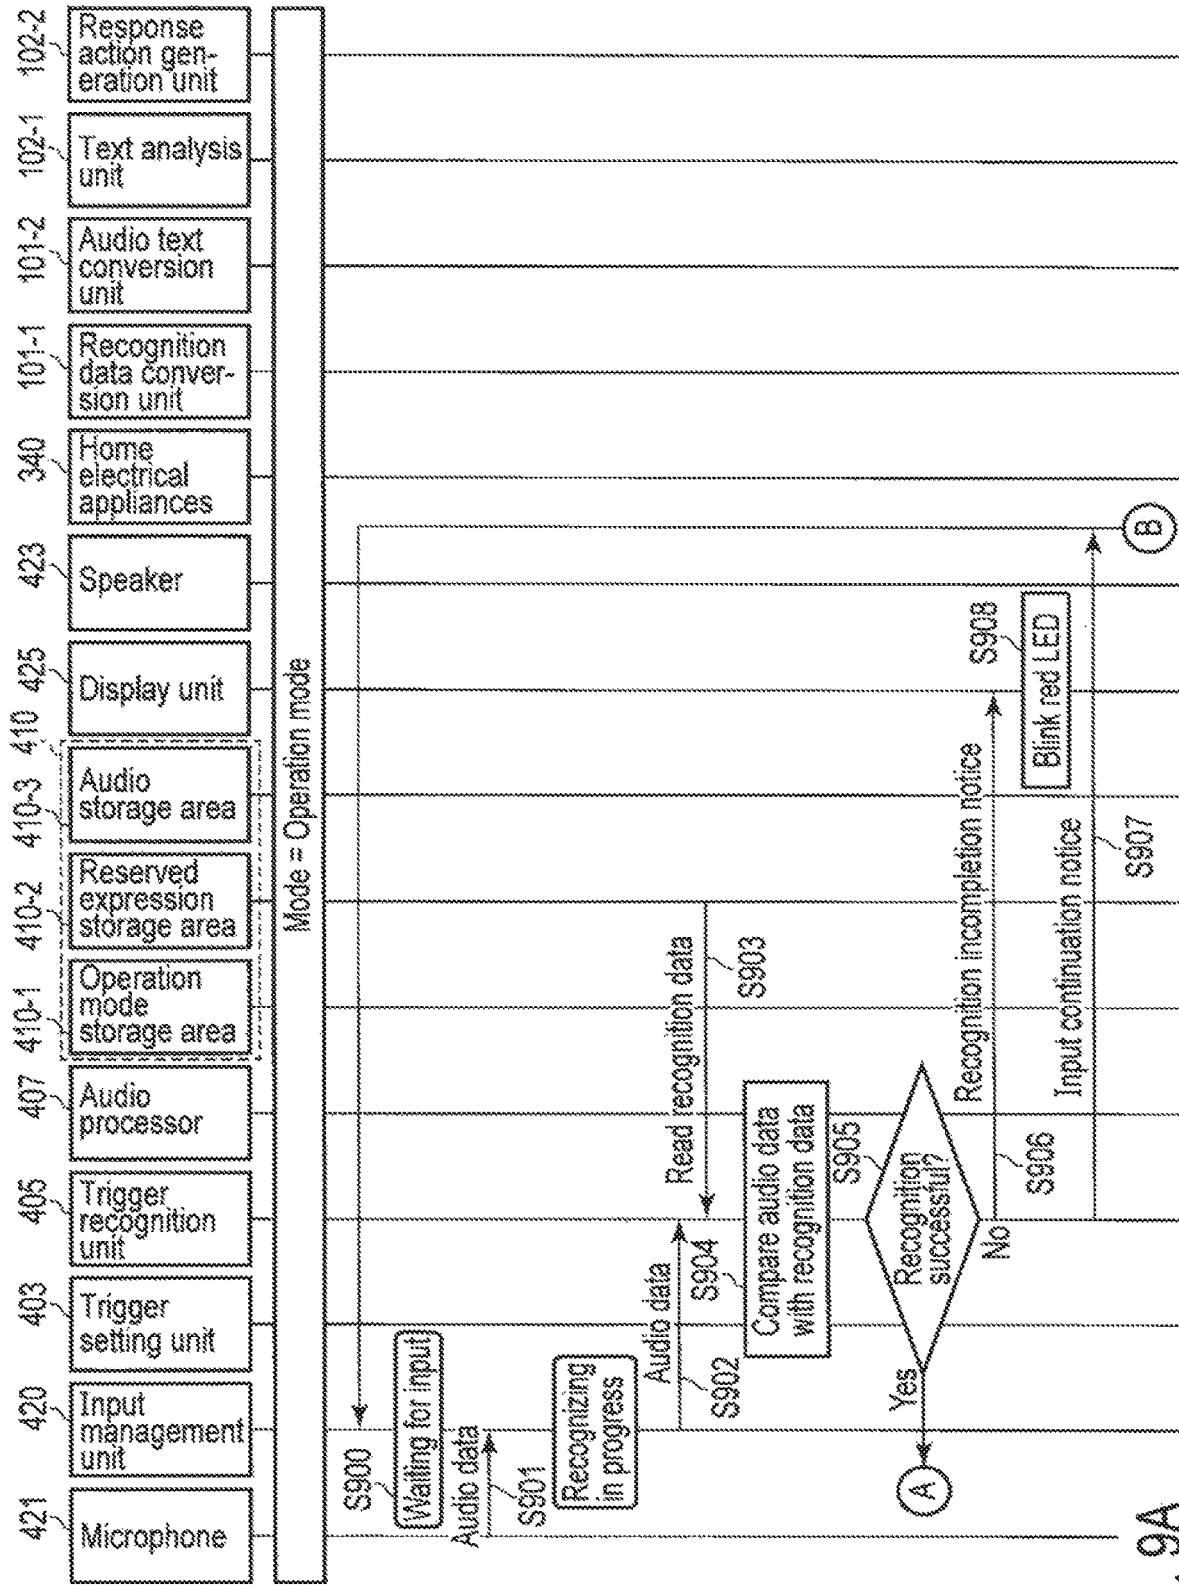 421
Microphone
420
Input
management
unit
403
Trigger
setting unit
405
Trigger
recognition
unit
407
Audio
processor
410-1
Operation
mode
storage area
410-2
Reserved
expression
storage area
410-3
Audio
storage area
410
425
Display unit
423
Speaker
340
Home
electrical
appliances
101-1
Recognition
data conver-
sion unit
101-2
Audio text
conversion
unit
102-1
Text analysis
unit
102-2
Response
action gen-
eration unit
Mode = Operation mode
S900
Waiting for input
Audio data
S901
Recognizing
in progress
Audio data
S902
Read recognition data
S903
S904
Compare audio data
with recognition data
S905
Recognition
successful?
Yes
A
No
Recognition incompletion notice
S906
S908
Blink red LED
Input continuation notice
S907
B
9A